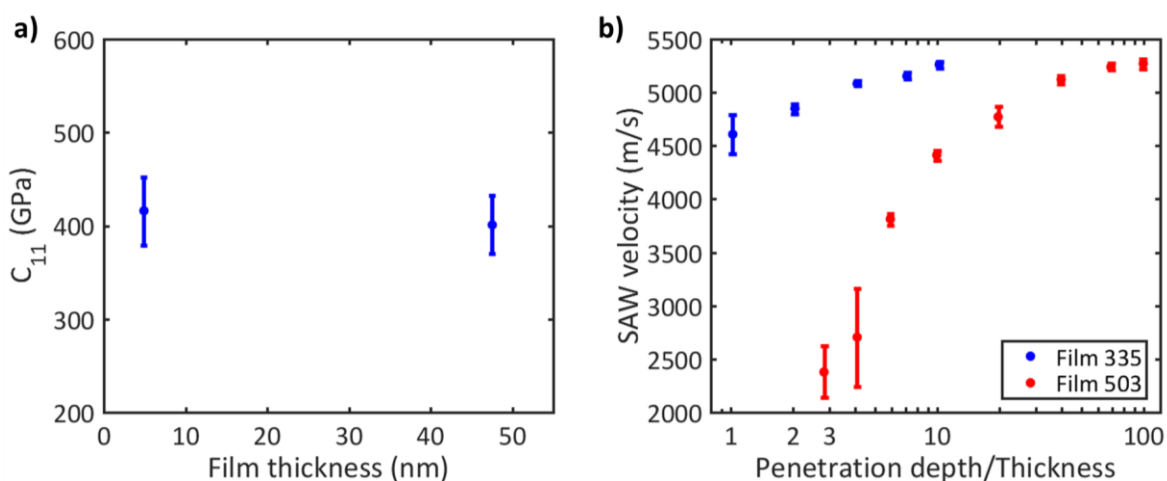 a)
600
500
400
300
200
C11 (GPa)
0 10 20 30 40 50
Film thickness (nm)
b)
5500
5000
4500
4000
3500
3000
2500
2000
SAW velocity (m/s)
Film 335
Film 503
1 2 3 10 100
Penetration depth/Thickness